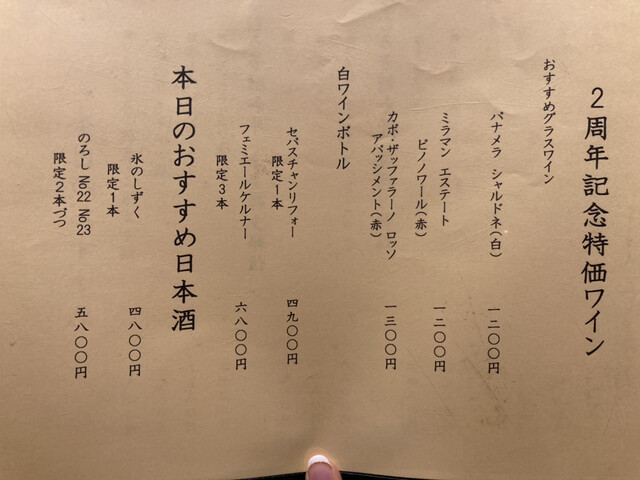 2周年記念特価ワイン
おすすめグラスワイン
パナメラ シャルドネ(白) 一二〇〇円
ミラマン エステート
ピノノワール(赤) 一二〇〇円
カボ・ザッファラーノ ロッソ
アパッシメント(赤) 一三〇〇円
白ワインボトル
セバスチャンリフォー
限定1本 四九〇〇円
フェミエールケルナー
限定3本 六八〇〇円
本日のおすすめ日本酒
氷のしずく
限定1本 四八〇〇円
のろし No22 No23
限定2本づつ 五八〇〇円